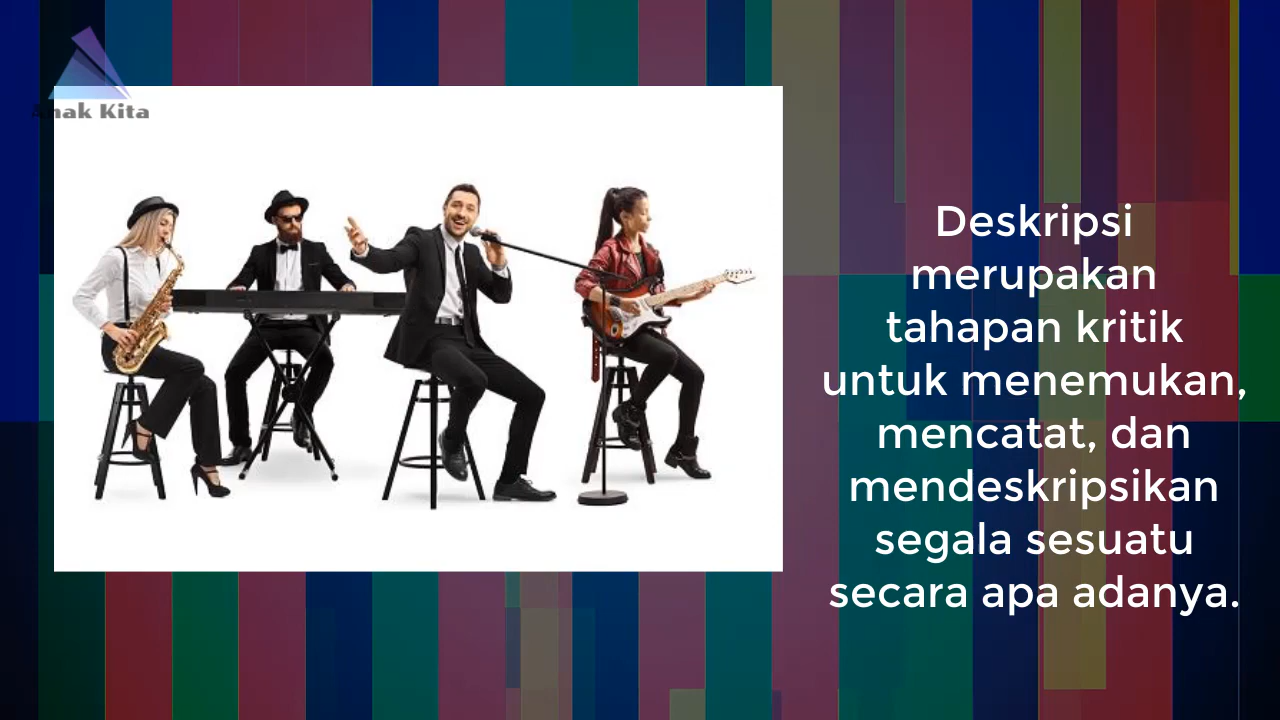 Anak Kita
Deskripsi
merupakan
tahapan kritik
untuk menemukan,
mencatat, dan
mendeskripsikan
segala sesuatu
secara apa adanya.